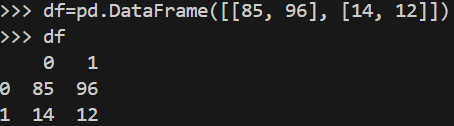 >>> df=pd.DataFrame([[85, 96], [14, 12]])
>>> df
    0   1
0  85  96
1  14  12